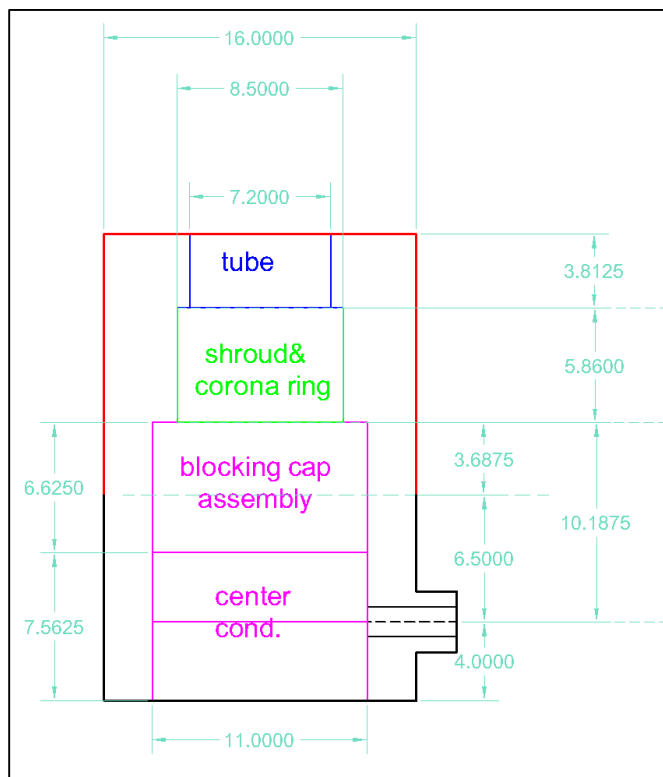 16.0000
8.5000
7.2000
tube
3.8125
shroud&
corona ring
5.8600
blocking cap
assembly
3.6875
6.6250
10.1875
6.5000
center
cond.
7.5625
4.0000
11.0000